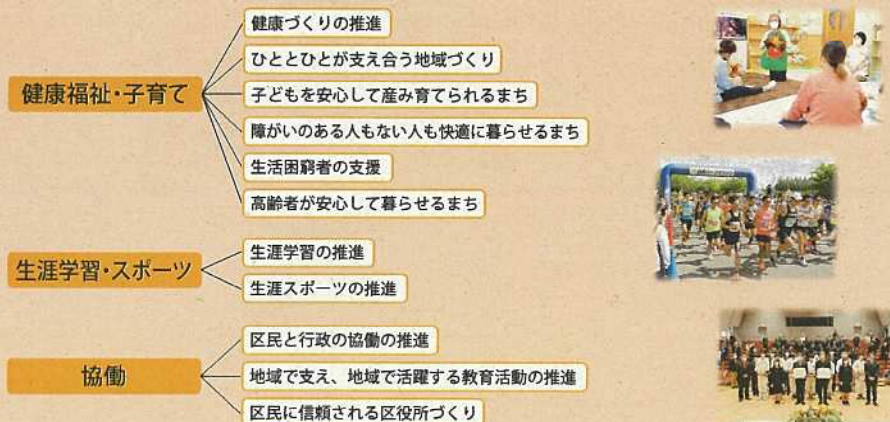 健康福祉・子育て
健康づくりの推進
ひととひとが支え合う地域づくり
子どもを安心して産み育てられるまち
障がいのある人もない人も快適に暮らせるまち
生活困窮者の支援
高齢者が安心して暮らせるまち
生涯学習・スポーツ
生涯学習の推進
生涯スポーツの推進
協働
区民と行政の協働の推進
地域で支え、地域で活躍する教育活動の推進
区民に信頼される区役所づくり